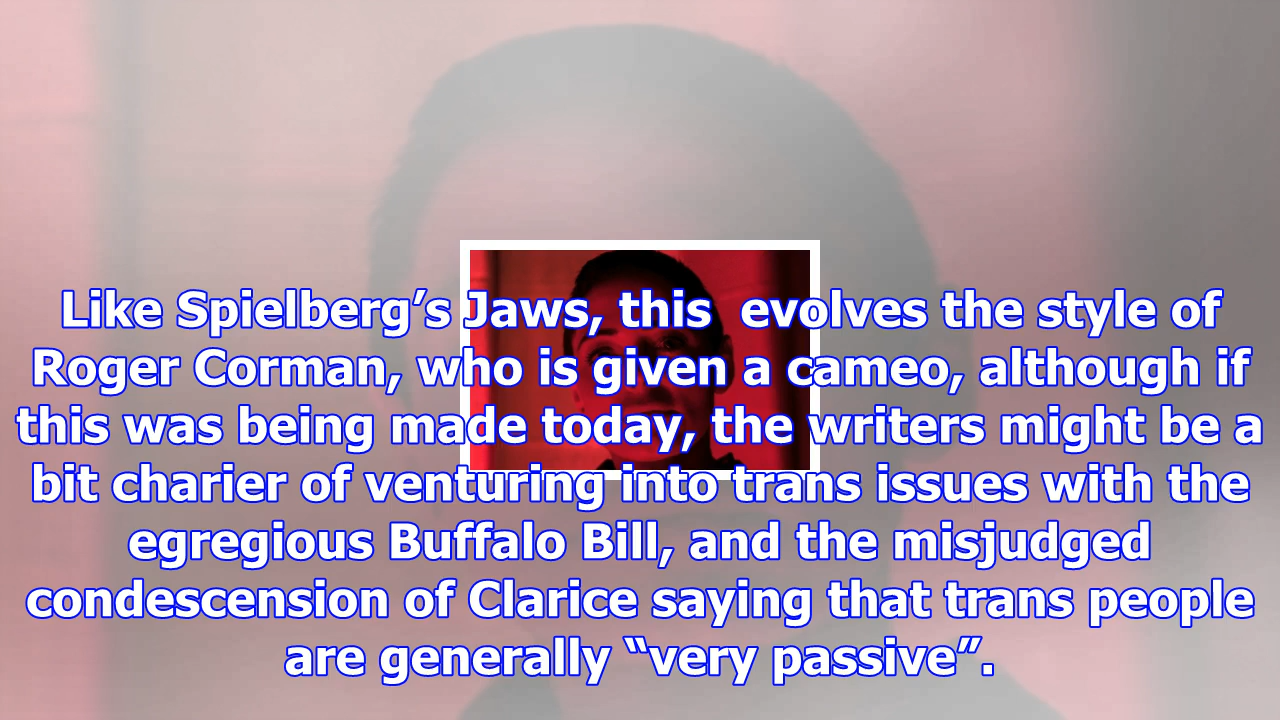 Like Spielberg’s Jaws, this  evolves the style of
Roger Corman, who is given a cameo, although if
this was being made today, the writers might be a
bit charier of venturing into trans issues with the
egregious Buffalo Bill, and the misjudged
condescension of Clarice saying that trans people
are generally “very passive”.